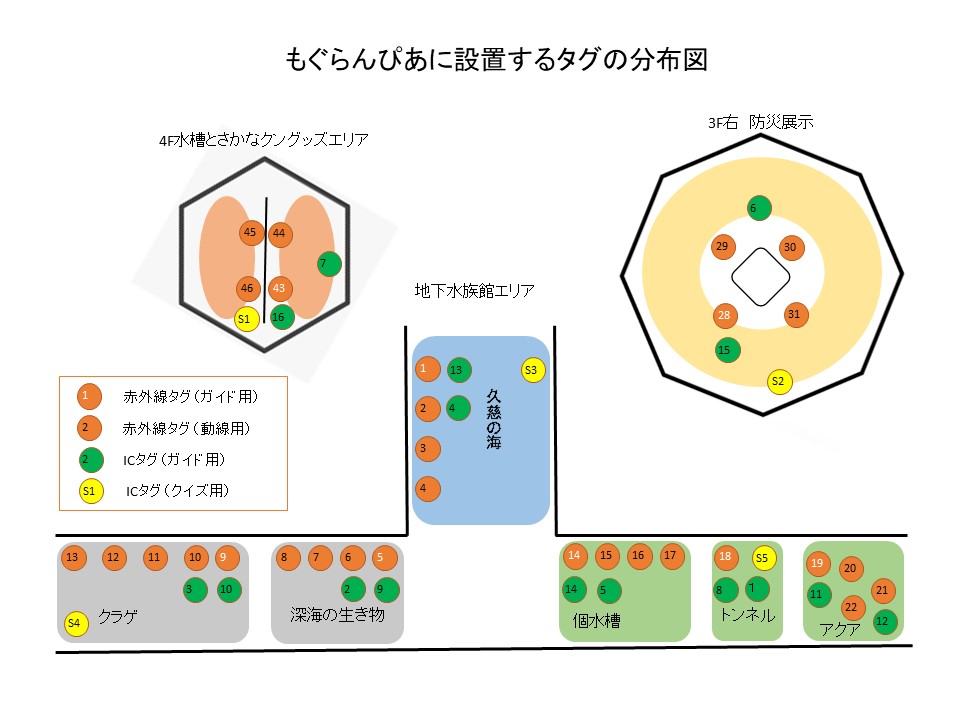 もぐらんぴあに設置するタグの分布図
4F水槽とさかなクングッズエリア
3F右 防災展示
45 44
7
46 43
S1 16
6
29 30
28 31
15
S2
地下水族館エリア
1 13 S3
2 4
3
4
久慈の海
1 赤外線タグ(ガイド用)
2 赤外線タグ(動線用)
2 ICタグ(ガイド用)
S1 ICタグ(クイズ用)
13 12 11 10 9
3 10
S4 クラゲ
8 7 6 5
2 9
深海の生き物
14 15 16 17
14 5
個水槽
18 S5
8 1
トンネル
19 20
11 21
22 12
アクア